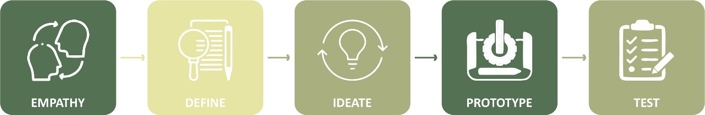 EMPATHY
DEFINE
IDEATE
PROTOTYPE
TEST